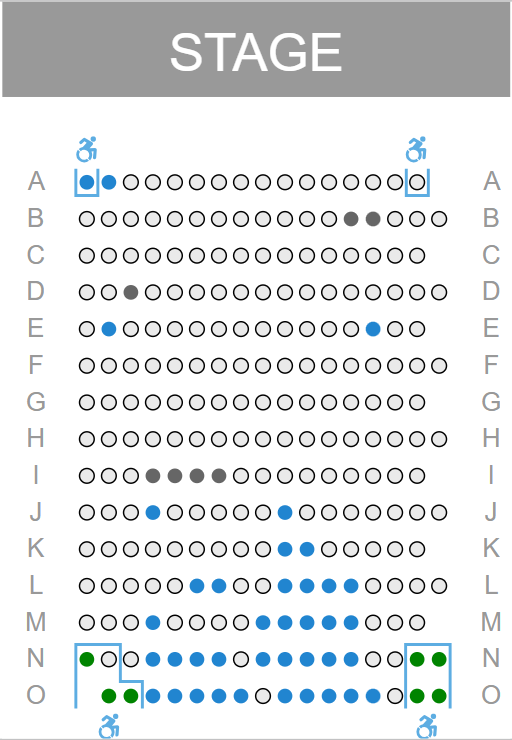 STAGE
A A
B B
C C
D D
E E
F F
G G
H H
I I
J J
K K
L L
M M
N N
O O